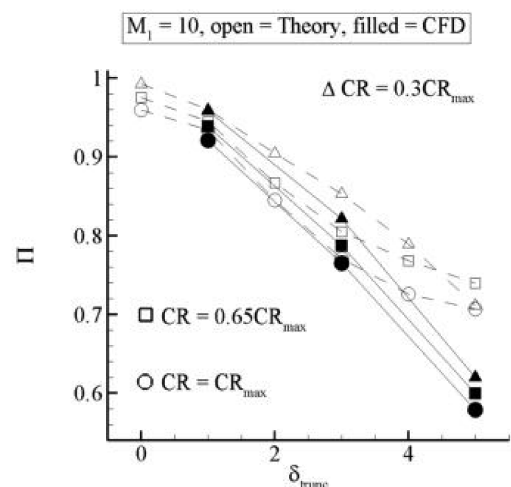 M₁ = 10, open = Theory, filled = CFD
Δ CR = 0.3CRmax
1
0.9
0.8
0.7
0.6
Π
□ CR = 0.65CRmax
○ CR = CRmax
0 2 4
δtrunc